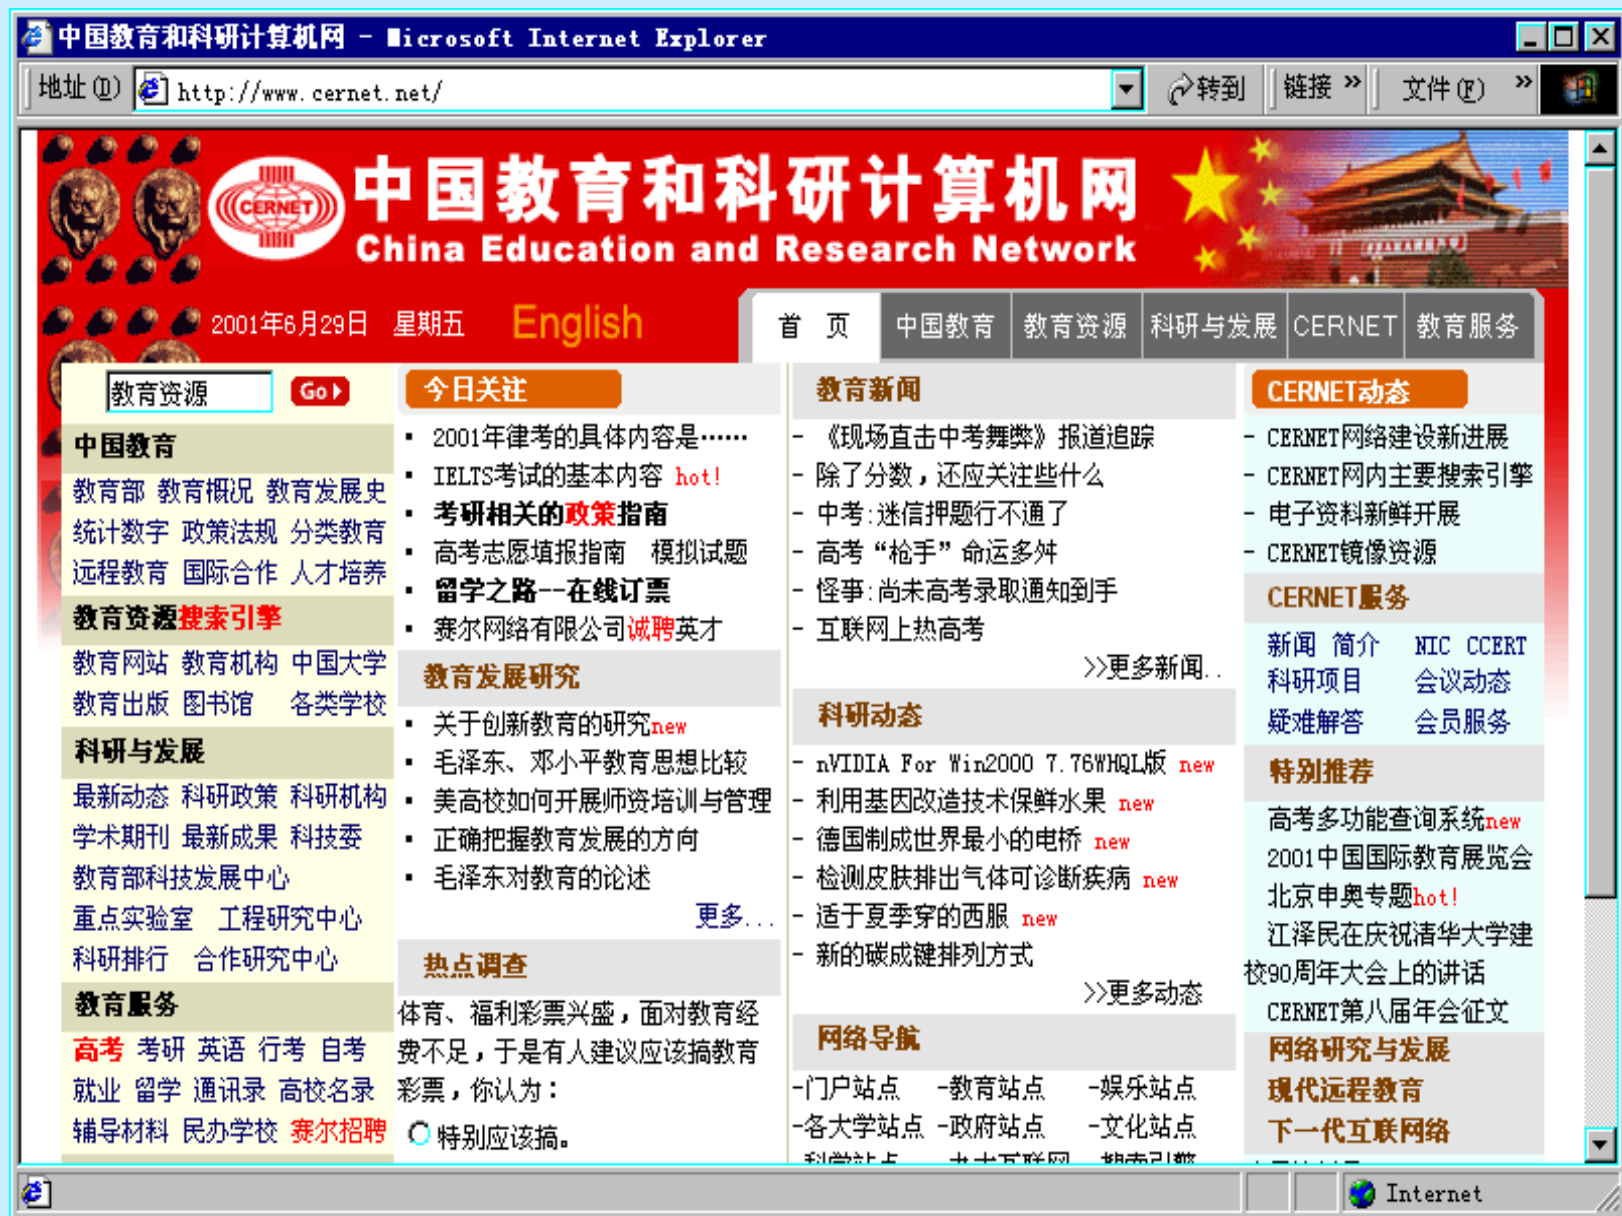 中国教育和科研计算机网 - Microsoft Internet Explorer
地址(D) http://www.cernet.net/ 转到 链接 » 文件(F) »
CERNET
中国教育和科研计算机网
China Education and Research Network
2001年6月29日 星期五 English
首 页 中国教育 教育资源 科研与发展 CERNET 教育服务
教育资源 Go
中国教育
教育部 教育概况 教育发展史
统计数字 政策法规 分类教育
远程教育 国际合作 人才培养
教育资源搜索引擎
教育网站 教育机构 中国大学
教育出版 图书馆 各类学校
科研与发展
最新动态 科研政策 科研机构
学术期刊 最新成果 科技委
教育部科技发展中心
重点实验室 工程研究中心
科研排行 合作研究中心
教育服务
高考 考研 英语 行考 自考
就业 留学 通讯录 高校名录
辅导材料 民办学校 赛尔招聘
今日关注
▪ 2001年律考的具体内容是……
▪ IELTS考试的基本内容 hot!
▪ 考研相关的政策指南
▪ 高考志愿填报指南 模拟试题
▪ 留学之路--在线订票
▪ 赛尔网络有限公司诚聘英才
教育发展研究
▪ 关于创新教育的研究new
▪ 毛泽东、邓小平教育思想比较
▪ 美高校如何开展师资培训与管理
▪ 正确把握教育发展的方向
▪ 毛泽东对教育的论述
更多...
热点调查
体育、福利彩票兴盛，面对教育经
费不足，于是有人建议应该搞教育
彩票，你认为：
特别应该搞。
教育新闻
- 《现场直击中考舞弊》报道追踪
- 除了分数，还应关注些什么
- 中考:迷信押题行不通了
- 高考“枪手”命运多舛
- 怪事:尚未高考录取通知到手
- 互联网上热高考
>>更多新闻..
科研动态
- nVIDIA For Win2000 7.76WHQL版 new
- 利用基因改造技术保鲜水果 new
- 德国制成世界最小的电桥 new
- 检测皮肤排出气体可诊断疾病 new
- 适于夏季穿的西服 new
- 新的碳成键排列方式
>>更多动态
网络导航
-门户站点 -教育站点 -娱乐站点
-各大学站点 -政府站点 -文化站点
CERNET动态
- CERNET网络建设新进展
- CERNET网内主要搜索引擎
- 电子资料新鲜开展
- CERNET镜像资源
CERNET服务
新闻 简介 NIC CCERT
科研项目 会议动态
疑难解答 会员服务
特别推荐
高考多功能查询系统new
2001中国国际教育展览会
北京申奥专题hot!
江泽民在庆祝清华大学建
校90周年大会上的讲话
CERNET第八届年会征文
网络研究与发展
现代远程教育
下一代互联网络
Internet